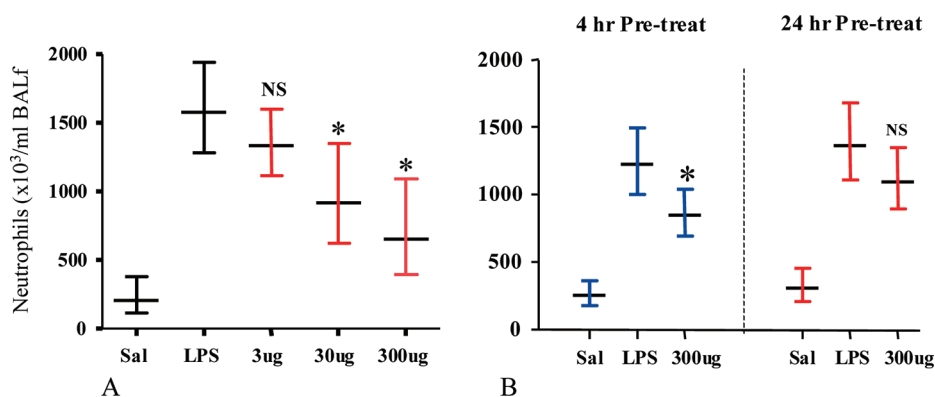 4 hr Pre-treat 24 hr Pre-treat
Neutrophils (x10³/ml BALf)
2000
1500
1000
500
0
NS
*
*
Sal LPS 3ug 30ug 300ug
A
2000
1500
1000
500
0
*
NS
Sal LPS 300ug Sal LPS 300ug
B